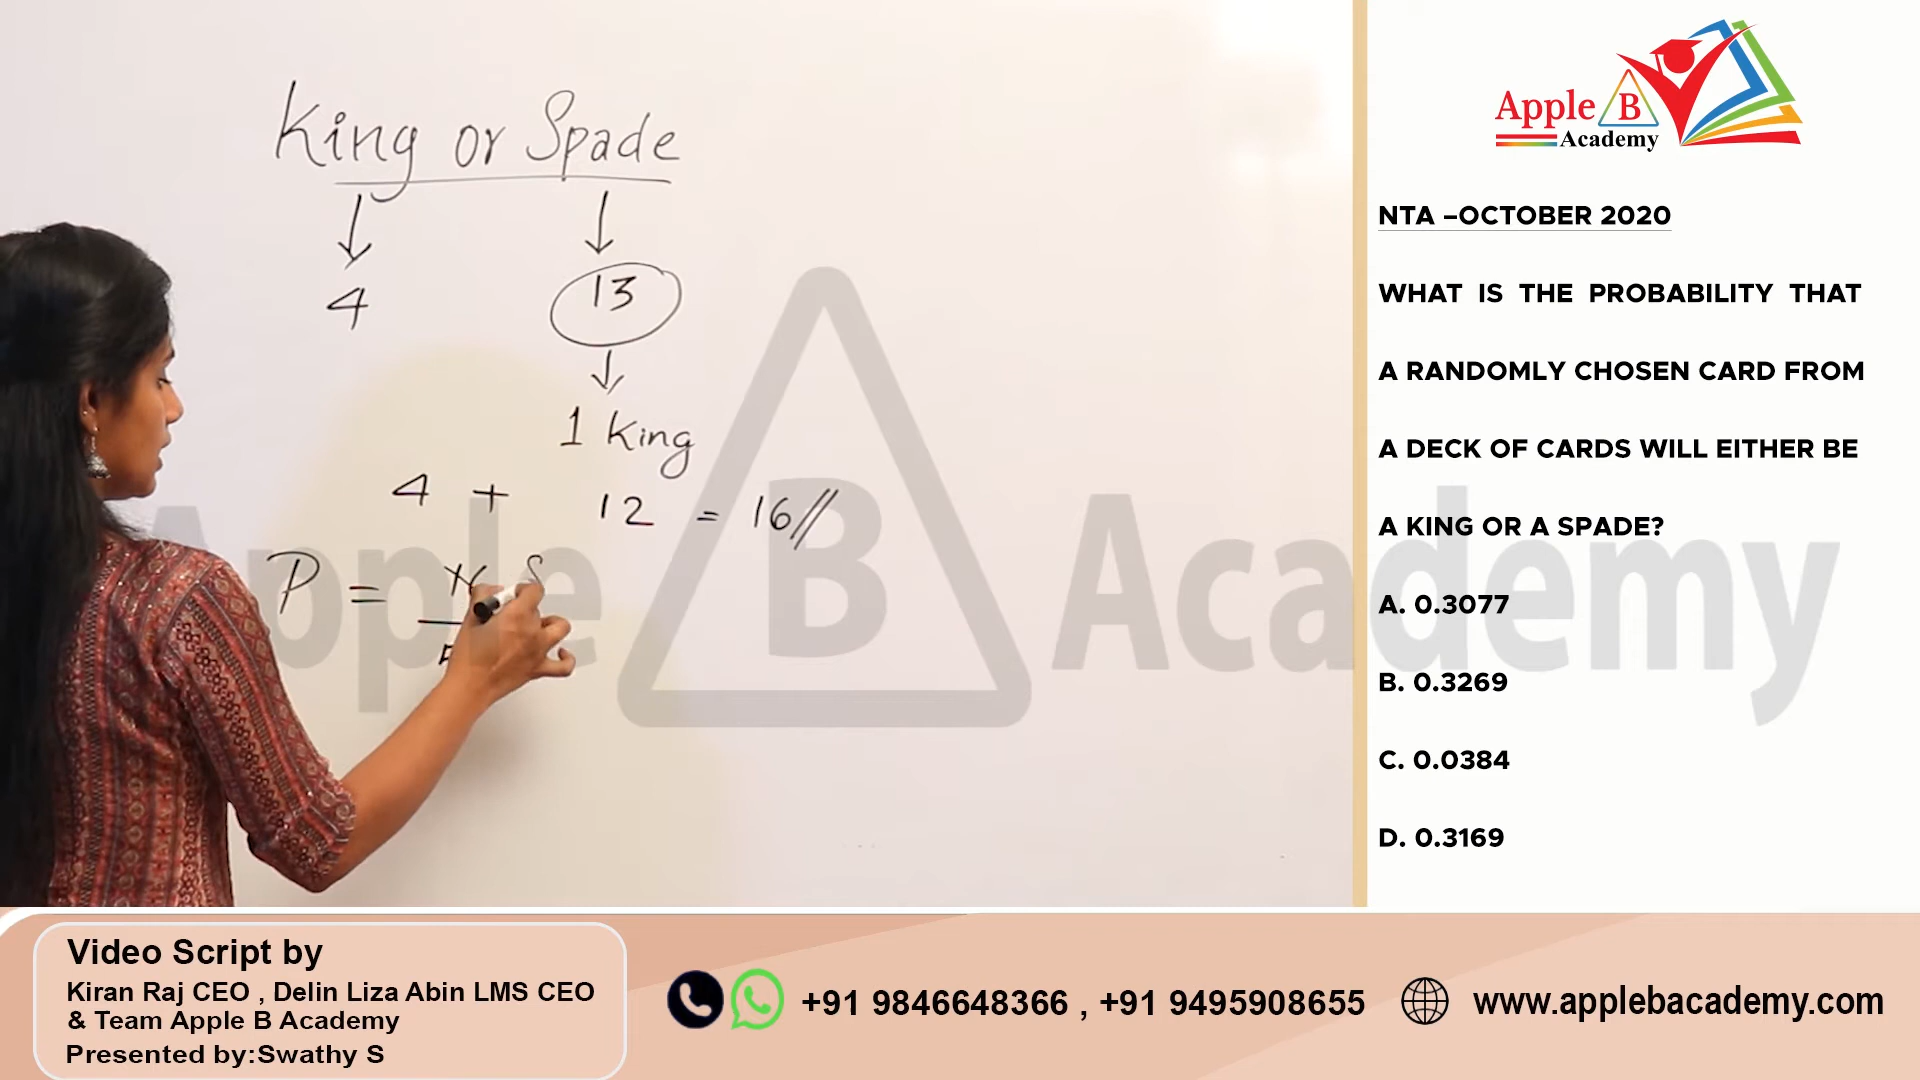 King or Spade
4 13
1 King
4 + 12 = 16
P =
Apple B Academy
Apple B
Academy
NTA –OCTOBER 2020
WHAT IS THE PROBABILITY THAT
A RANDOMLY CHOSEN CARD FROM
A DECK OF CARDS WILL EITHER BE
A KING OR A SPADE?
A. 0.3077
B. 0.3269
C. 0.0384
D. 0.3169
Video Script by
Kiran Raj CEO , Delin Liza Abin LMS CEO
& Team Apple B Academy
Presented by:Swathy S
+91 9846648366 , +91 9495908655
www.applebacademy.com